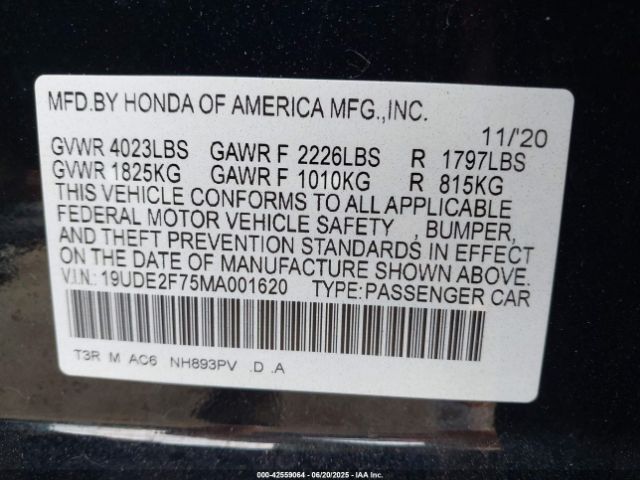 MFD.BY HONDA OF AMERICA MFG.,INC.
11/'20
GVWR 4023LBS GAWR F 2226LBS R 1797LBS
GVWR 1825KG GAWR F 1010KG R 815KG
THIS VEHICLE CONFORMS TO ALL APPLICABLE
FEDERAL MOTOR VEHICLE SAFETY , BUMPER,
AND THEFT PREVENTION STANDARDS IN EFFECT
ON THE DATE OF MANUFACTURE SHOWN ABOVE.
V.I.N.: 19UDE2F75MA001620 TYPE:PASSENGER CAR
T3R M AC6 NH893PV .D .A
000-42559064 - 06/20/2025 - IAA Inc.